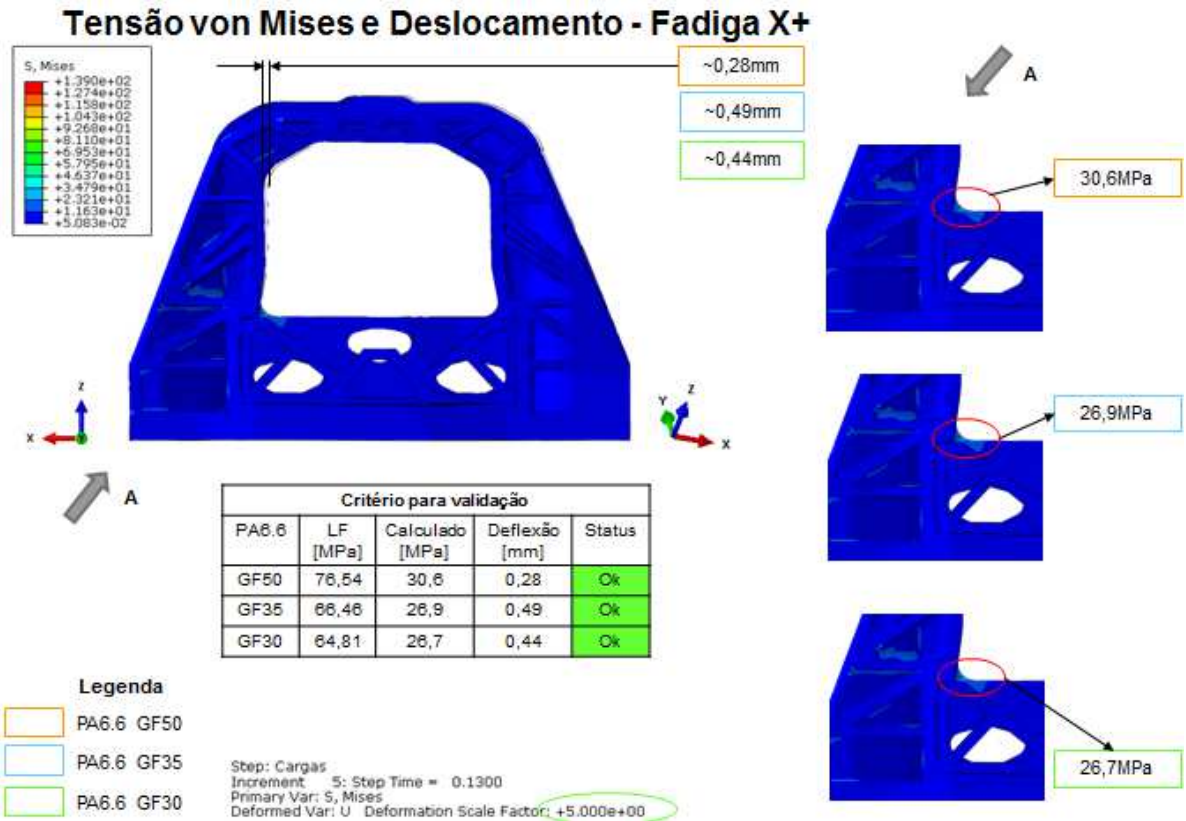 Tensão von Mises e Deslocamento - Fadiga X+
S, Mises
+1.390e+02
+1.274e+02
+1.158e+02
+1.043e+02
+9.268e+01
+8.110e+01
+6.953e+01
+5.795e+01
+4.637e+01
+3.479e+01
+2.321e+01
+1.163e+01
+5.083e-02
~0,28mm
~0,49mm
~0,44mm
A
30,6MPa
26,9MPa
26,7MPa
Z
X
Y
Y
Z
X
A
Critério para validação
PA6.6 LF [MPa] Calculado [MPa] Deflexão [mm] Status
GF50 76,54 30,6 0,28 Ok
GF35 66,46 26,9 0,49 Ok
GF30 64,81 26,7 0,44 Ok
Legenda
PA6.6 GF50
PA6.6 GF35
PA6.6 GF30
Step: Cargas
Increment 5: Step Time = 0.1300
Primary Var: S, Mises
Deformed Var: U Deformation Scale Factor: +5.000e+00